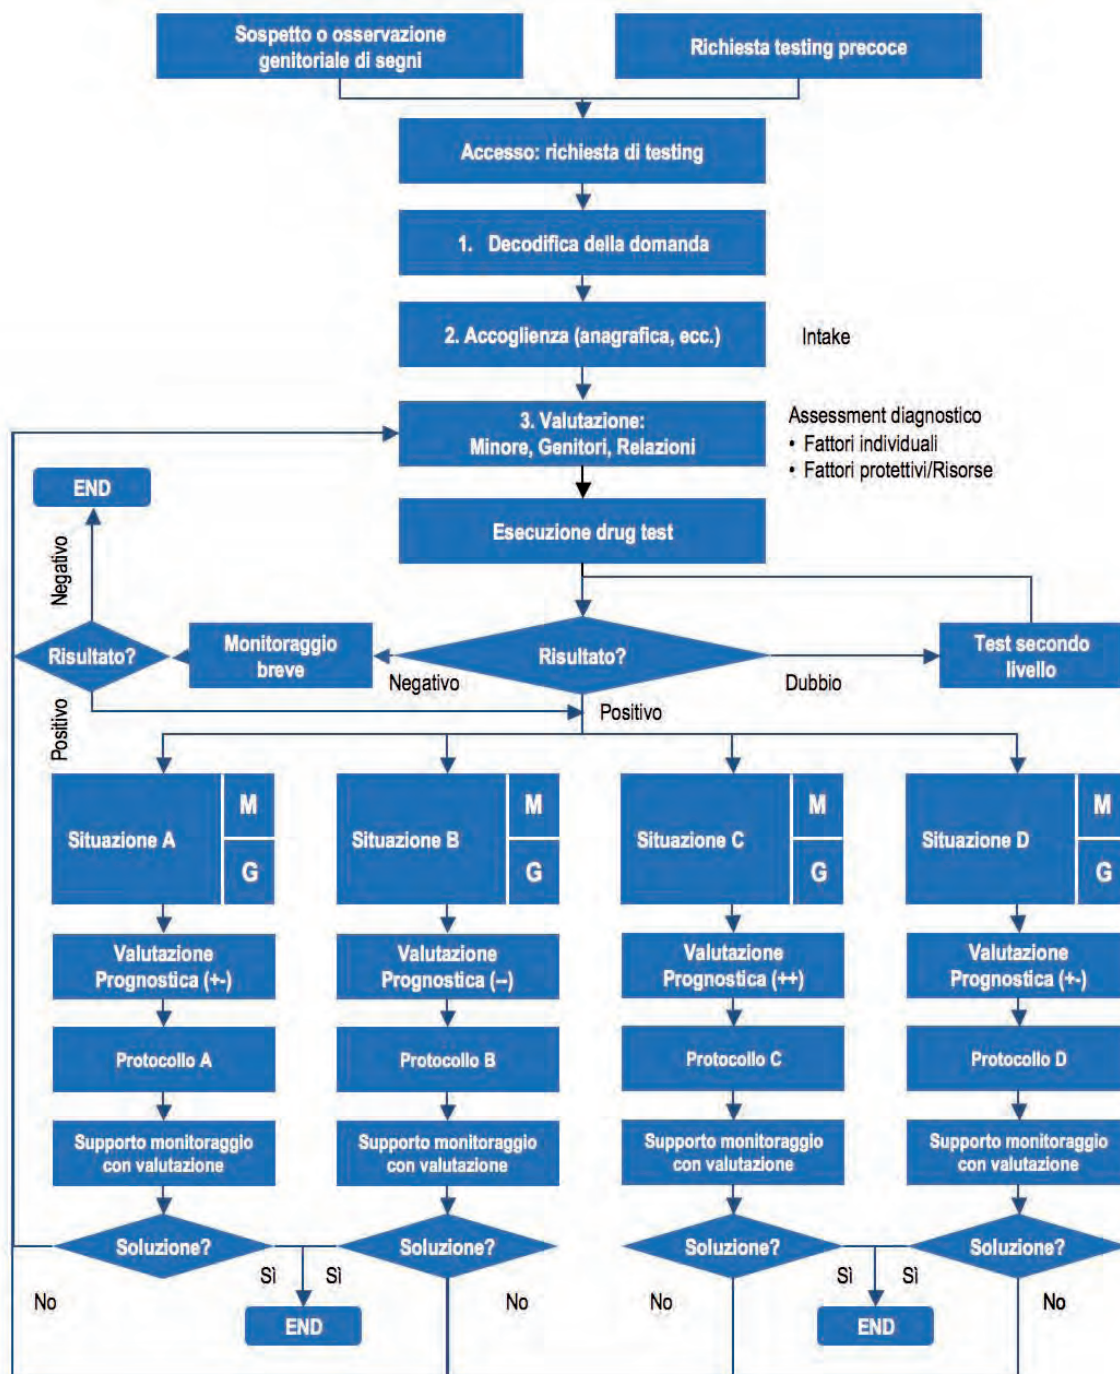 Sospetto o osservazione
genitoriale di segni
Richiesta testing precoce
Accesso: richiesta di testing
1. Decodifica della domanda
2. Accoglienza (anagrafica, ecc.)
Intake
3. Valutazione:
Minore, Genitori, Relazioni
Assessment diagnostico
• Fattori individuali
• Fattori protettivi/Risorse
END
Esecuzione drug test
Negativo
Risultato?
Monitoraggio
breve
Negativo
Risultato?
Dubbio
Test secondo
livello
Positivo
Positivo
Situazione A
M
G
Situazione B
M
G
Situazione C
M
G
Situazione D
M
G
Valutazione
Prognostica (+-)
Valutazione
Prognostica (--)
Valutazione
Prognostica (++)
Valutazione
Prognostica (+-)
Protocollo A
Protocollo B
Protocollo C
Protocollo D
Supporto monitoraggio
con valutazione
Supporto monitoraggio
con valutazione
Supporto monitoraggio
con valutazione
Supporto monitoraggio
con valutazione
Soluzione?
Soluzione?
Soluzione?
Soluzione?
No
Sì
Sì
No
No
Sì
Sì
No
END
END